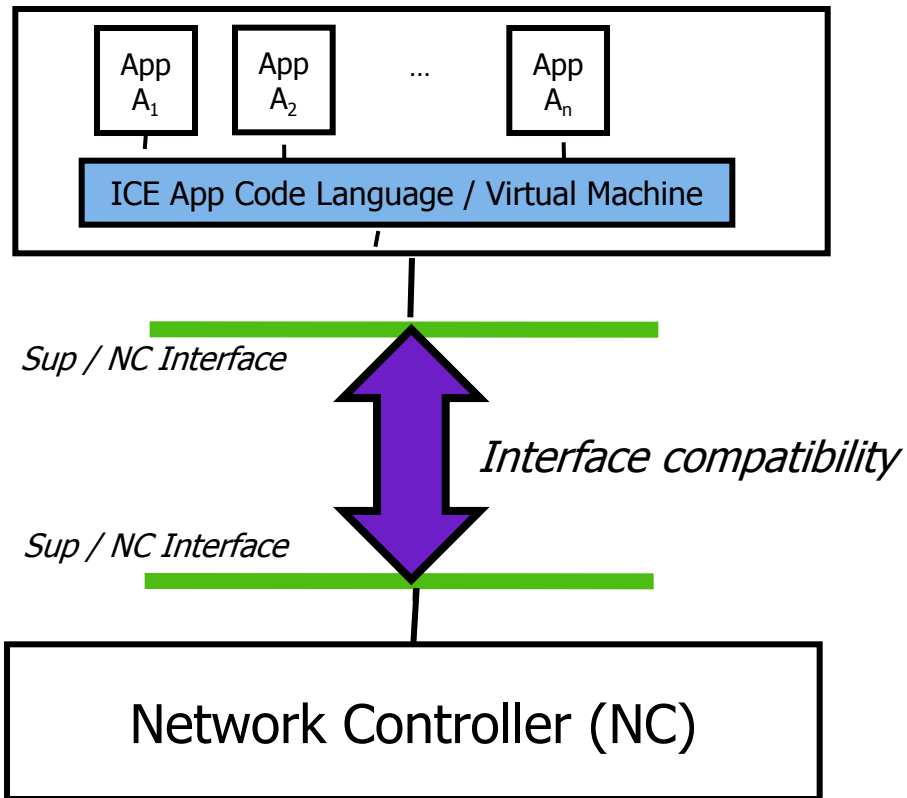 App
A₁
App
A₂
...
App
Aₙ
ICE App Code Language / Virtual Machine
Sup / NC Interface
Interface compatibility
Sup / NC Interface
Network Controller (NC)